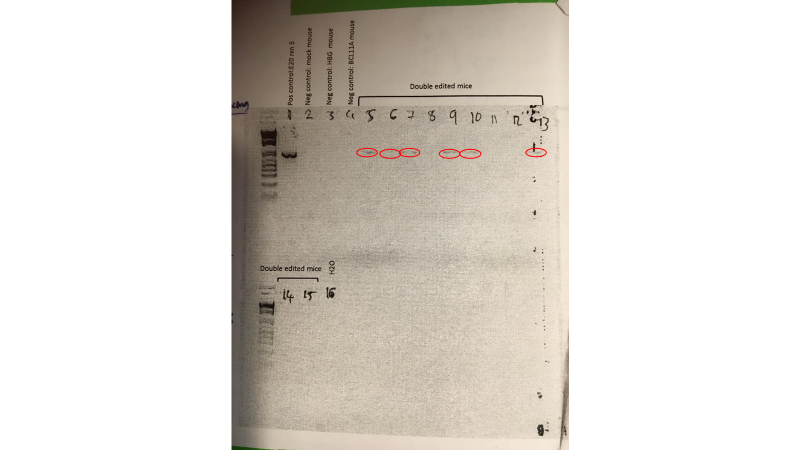 Pos control:E20 nm 5
Neg control: mock mouse
Neg control: HBG mouse
Neg control: BCL11A mouse
Double edited mice
1 2 3 4 5 6 7 8 9 10 11 12 13
Double edited mice
H2O
14 15 16